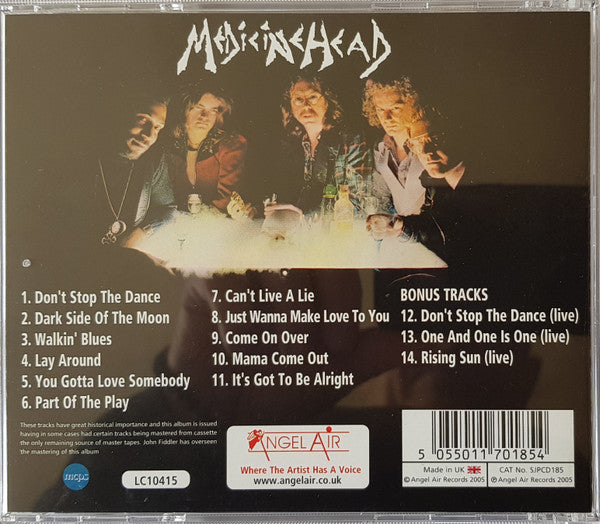 MEDICINEHEAD
1. Don't Stop The Dance
2. Dark Side Of The Moon
3. Walkin' Blues
4. Lay Around
5. You Gotta Love Somebody
6. Part Of The Play
7. Can't Live A Lie
8. Just Wanna Make Love To You
9. Come On Over
10. Mama Come Out
11. It's Got To Be Alright
BONUS TRACKS
12. Don't Stop The Dance (live)
13. One And One Is One (live)
14. Rising Sun (live)
These tracks have great historical importance and this album is issued
having in some cases had certain tracks being mastered from cassette
the only remaining source of master tapes. John Fiddler has overseen
the mastering of this album
mcps
LC10415
ANGEL AIR
Where The Artist Has A Voice
www.angelair.co.uk
5 055011 701854
Made in UK
© Angel Air Records 2005
CAT No. SJPCD185
℗ Angel Air Records 2005